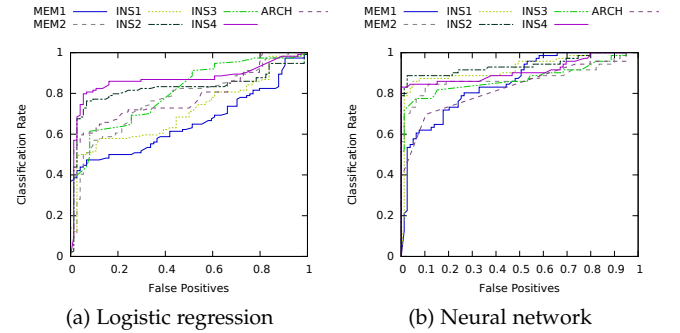 MEM1 INS1 INS3 ARCH
MEM2 INS2 INS4
1
0.8
0.6
0.4
0.2
0
0 0.2 0.4 0.6 0.8 1
Classification Rate
False Positives
(a) Logistic regression
MEM1 INS1 INS3 ARCH
MEM2 INS2 INS4
1
0.8
0.6
0.4
0.2
0
0 0.1 0.2 0.3 0.4 0.5 0.6 0.7 0.8 0.9 1
Classification Rate
False Positives
(b) Neural network